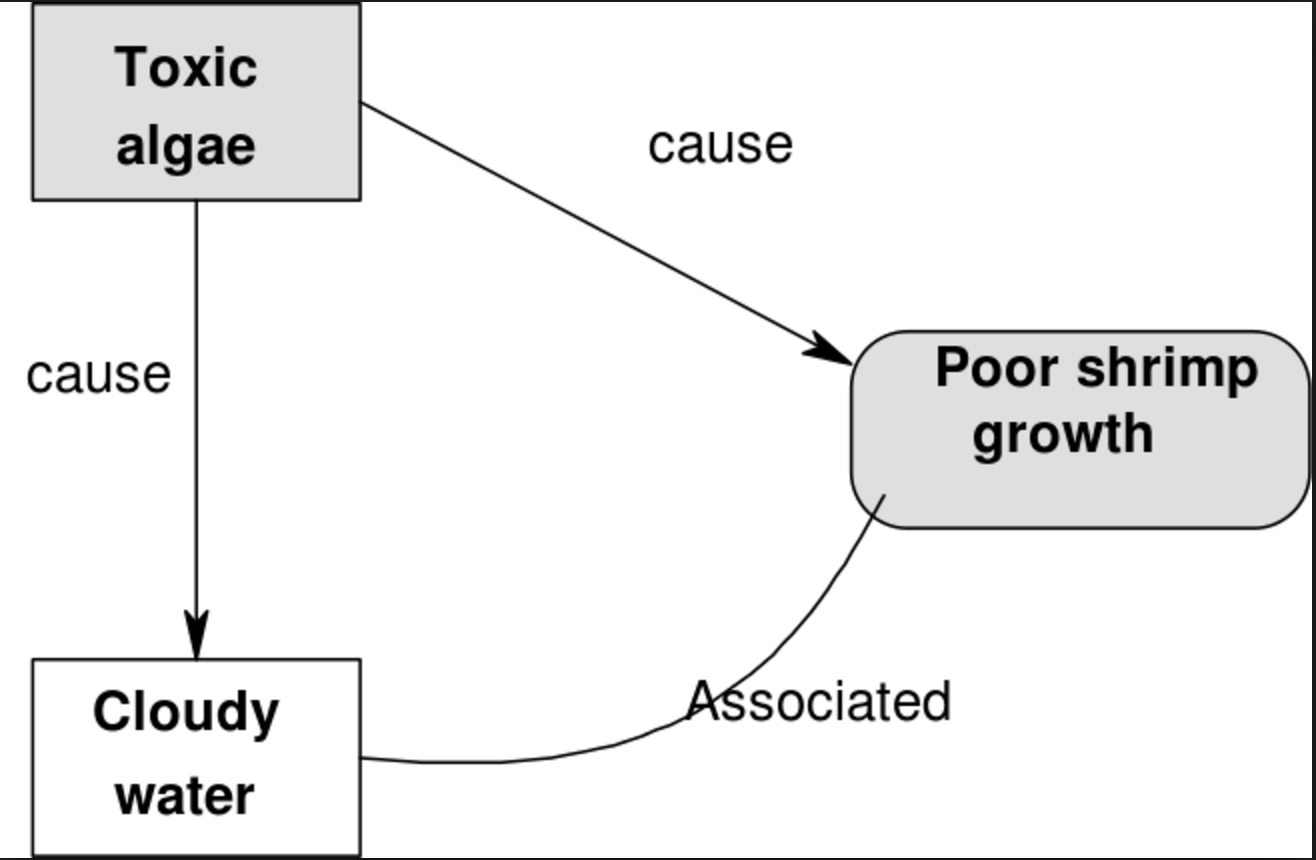 Toxic
algae
cause
cause
Poor shrimp
growth
Associated
Cloudy
water